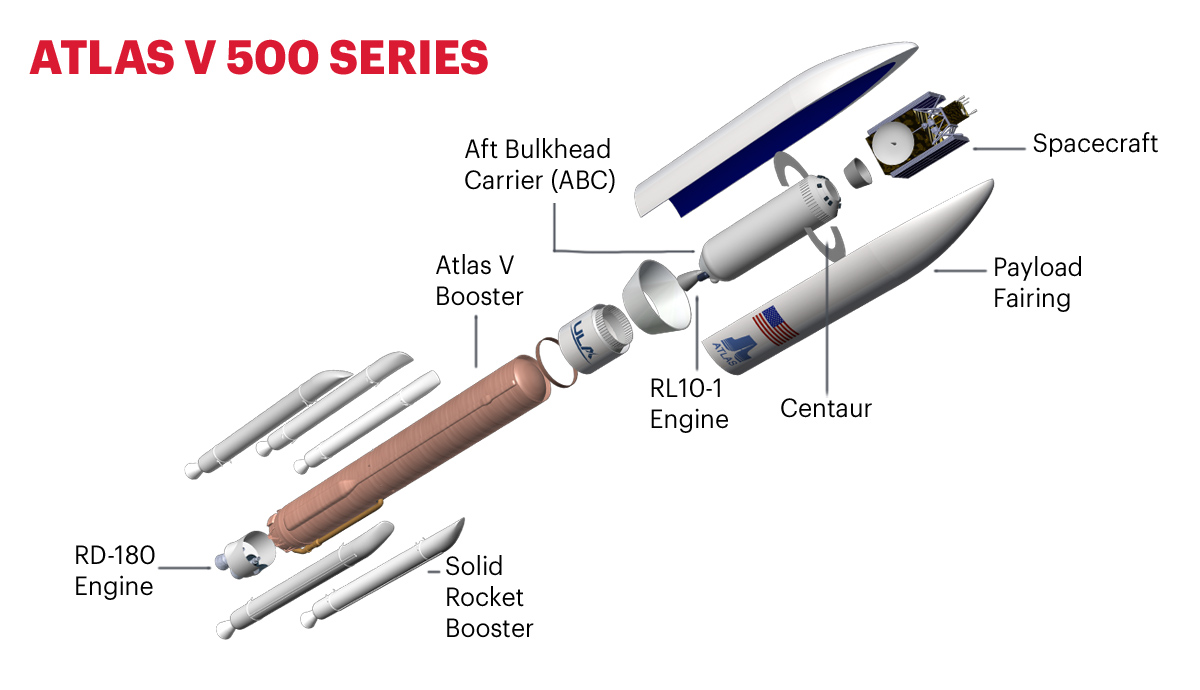 ATLAS V 500 SERIES
Aft Bulkhead
Carrier (ABC)
Spacecraft
Atlas V
Booster
Payload
Fairing
ULA
ATLAS
RL10-1
Engine
Centaur
RD-180
Engine
Solid
Rocket
Booster